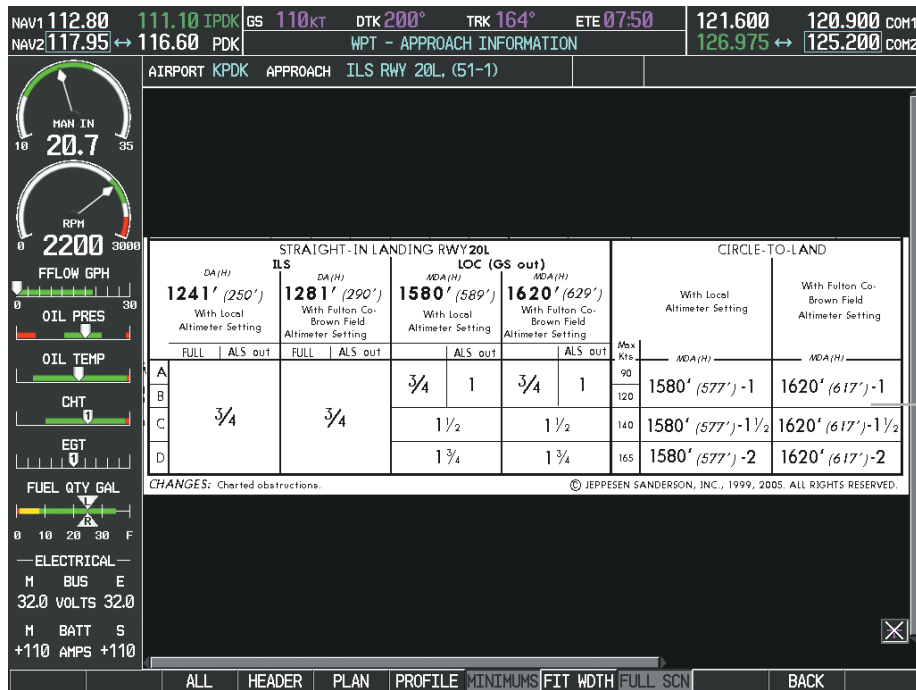 NAV1 112.80 111.10 IPDK GS 110KT DTK 200° TRK 164° ETE 07:50 121.600 120.900 COM1
NAV2 117.95 ↔ 116.60 PDK WPT - APPROACH INFORMATION 126.975 ↔ 125.200 COM2
AIRPORT KPDK APPROACH ILS RWY 20L, (51-1)
MAN IN
20.7
10 35
RPM
2200
0 3000
FFLOW GPH
0 30
OIL PRES
OIL TEMP
CHT
1
EGT
1
FUEL QTY GAL
L
R
0 10 20 30 F
ELECTRICAL
M BUS E
32.0 VOLTS 32.0
M BATT S
+110 AMPS +110
STRAIGHT-IN LANDING RWY 20L CIRCLE-TO-LAND
ILS LOC (GS out)
DA(H) DA(H) MDA(H) MDA(H)
1241' (250') 1281' (290') 1580' (589') 1620' (629')
With Local Altimeter Setting
With Fulton Co-Brown Field Altimeter Setting
With Local Altimeter Setting
With Fulton Co-Brown Field Altimeter Setting
With Local Altimeter Setting
With Fulton Co-Brown Field Altimeter Setting
FULL ALS out FULL ALS out ALS out ALS out Max Kts MDA(H) MDA(H)
A 3/4 3/4 3/4 1 3/4 1 90 1580' (577') -1 1620' (617') -1
B 120
C 1 1/2 1 1/2 140 1580' (577') -1 1/2 1620' (617') -1 1/2
D 1 3/4 1 3/4 165 1580' (577') -2 1620' (617') -2
CHANGES: Charted obstructions. © JEPPESEN SANDERSON, INC., 1999, 2005. ALL RIGHTS RESERVED.
ALL HEADER PLAN PROFILE MINIMUMS FIT WDTH FULL SCN BACK